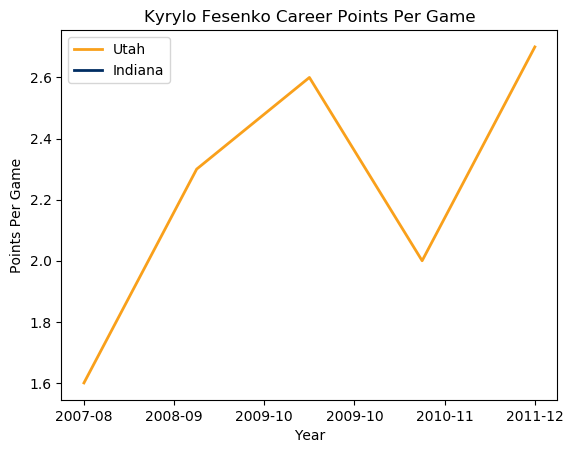 Kyrylo Fesenko Career Points Per Game
Utah
Indiana
Points Per Game
2.6
2.4
2.2
2.0
1.8
1.6
2007-08 2008-09 2009-10 2009-10 2010-11 2011-12
Year